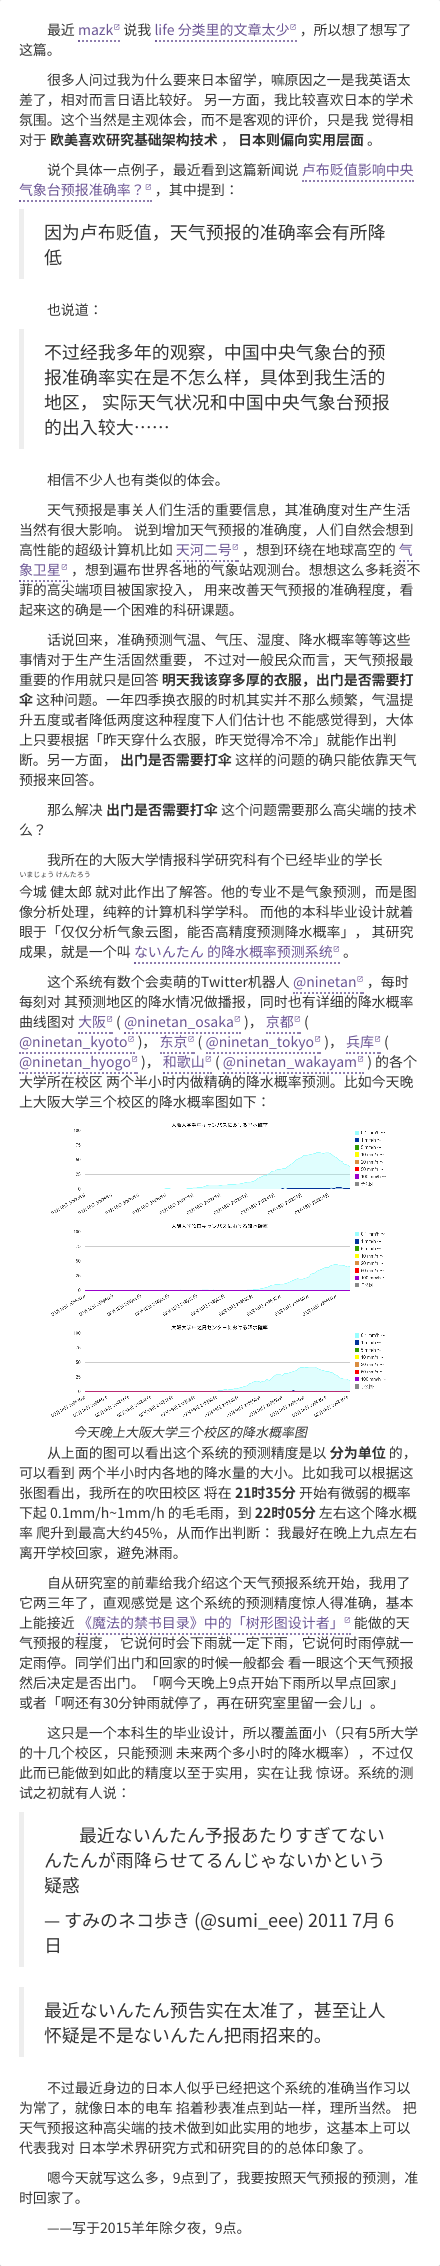 最近 mazk 说我 life 分类里的文章太少 ，所以想了想写了
这篇。
很多人问过我为什么要来日本留学，嘛原因之一是我英语太
差了，相对而言日语比较好。 另一方面，我比较喜欢日本的学术
氛围。这个当然是主观体会，而不是客观的评价，只是我 觉得相
对于 欧美喜欢研究基础架构技术 ， 日本则偏向实用层面 。
说个具体一点例子，最近看到这篇新闻说 卢布贬值影响中央
气象台预报准确率？ ，其中提到：
因为卢布贬值，天气预报的准确率会有所降
低
也说道：
不过经我多年的观察，中国中央气象台的预
报准确率实在是不怎么样，具体到我生活的
地区， 实际天气状况和中国中央气象台预报
的出入较大……
相信不少人也有类似的体会。
天气预报是事关人们生活的重要信息，其准确度对生产生活
当然有很大影响。 说到增加天气预报的准确度，人们自然会想到
高性能的超级计算机比如 天河二号 ，想到环绕在地球高空的 气
象卫星 ，想到遍布世界各地的气象站观测台。想想这么多耗资不
菲的高尖端项目被国家投入， 用来改善天气预报的准确程度，看
起来这的确是一个困难的科研课题。
话说回来，准确预测气温、气压、湿度、降水概率等等这些
事情对于生产生活固然重要， 不过对一般民众而言，天气预报最
重要的作用就只是回答 明天我该穿多厚的衣服，出门是否需要打
伞 这种问题。一年四季换衣服的时机其实并不那么频繁，气温提
升五度或者降低两度这种程度下人们估计也 不能感觉得到，大体
上只要根据「昨天穿什么衣服，昨天觉得冷不冷」就能作出判
断。另一方面， 出门是否需要打伞 这样的问题的确只能依靠天气
预报来回答。
那么解决 出门是否需要打伞 这个问题需要那么高尖端的技术
么？
我所在的大阪大学情报科学研究科有个已经毕业的学长
いまじょう けんたろう
今城 健太郎 就对此作出了解答。他的专业不是气象预测，而是图
像分析处理，纯粹的计算机科学学科。 而他的本科毕业设计就着
眼于「仅仅分析气象云图，能否高精度预测降水概率」， 其研究
成果，就是一个叫 ないんたん 的降水概率预测系统 。
这个系统有数个会卖萌的Twitter机器人 @ninetan ，每时
每刻对 其预测地区的降水情况做播报，同时也有详细的降水概率
曲线图对 大阪 ( @ninetan_osaka )， 京都 (
@ninetan_kyoto )， 东京 ( @ninetan_tokyo )， 兵库 (
@ninetan_hyogo )， 和歌山 ( @ninetan_wakayam ) 的各个
大学所在校区 两个半小时内做精确的降水概率预测。比如今天晚
上大阪大学三个校区的降水概率图如下：
今天晚上大阪大学三个校区的降水概率图
从上面的图可以看出这个系统的预测精度是以 分为单位 的，
可以看到 两个半小时内各地的降水量的大小。比如我可以根据这
张图看出，我所在的吹田校区 将在 21时35分 开始有微弱的概率
下起 0.1mm/h~1mm/h 的毛毛雨，到 22时05分 左右这个降水概
率 爬升到最高大约45%，从而作出判断： 我最好在晚上九点左右
离开学校回家，避免淋雨。
自从研究室的前辈给我介绍这个天气预报系统开始，我用了
它两三年了，直观感觉是 这个系统的预测精度惊人得准确，基本
上能接近 《魔法的禁书目录》中的「树形图设计者」 能做的天
气预报的程度， 它说何时会下雨就一定下雨，它说何时雨停就一
定雨停。同学们出门和回家的时候一般都会 看一眼这个天气预报
然后决定是否出门。「啊今天晚上9点开始下雨所以早点回家」
或者「啊还有30分钟雨就停了，再在研究室里留一会儿」。
这只是一个本科生的毕业设计，所以覆盖面小（只有5所大学
的十几个校区，只能预测 未来两个多小时的降水概率），不过仅
此而已能做到如此的精度以至于实用，实在让我 惊讶。系统的测
试之初就有人说：
最近ないんたん予报あたりすぎてない
んたんが雨降らせてるんじゃないかという
疑惑
— すみのネコ歩き (@sumi_eee) 2011 7月 6
日
最近ないんたん预告实在太准了，甚至让人
怀疑是不是ないんたん把雨招来的。
不过最近身边的日本人似乎已经把这个系统的准确当作习以
为常了，就像日本的电车 掐着秒表准点到站一样，理所当然。 把
天气预报这种高尖端的技术做到如此实用的地步，这基本上可以
代表我对 日本学术界研究方式和研究目的的总体印象了。
嗯今天就写这么多，9点到了，我要按照天气预报的预测，准
时回家了。
——写于2015羊年除夕夜，9点。